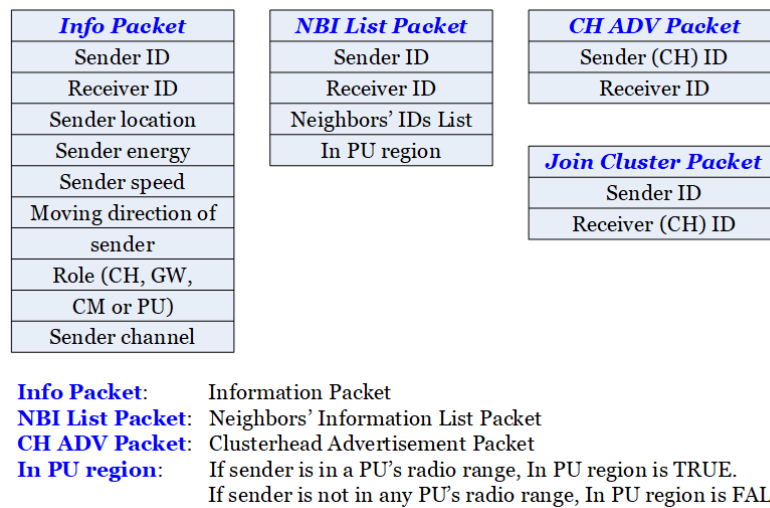 Info Packet
Sender ID
Receiver ID
Sender location
Sender energy
Sender speed
Moving direction of
sender
Role (CH, GW,
CM or PU)
Sender channel
NBI List Packet
Sender ID
Receiver ID
Neighbors' IDs List
In PU region
CH ADV Packet
Sender (CH) ID
Receiver ID
Join Cluster Packet
Sender ID
Receiver (CH) ID
Info Packet: Information Packet
NBI List Packet: Neighbors' Information List Packet
CH ADV Packet: Clusterhead Advertisement Packet
In PU region: If sender is in a PU's radio range, In PU region is TRUE.
If sender is not in any PU's radio range, In PU region is FAL